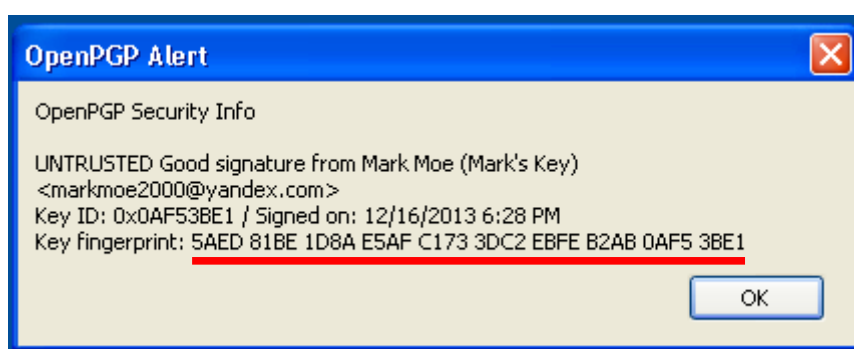 OpenPGP Alert
OpenPGP Security Info
UNTRUSTED Good signature from Mark Moe (Mark's Key)
<markmoe2000@yandex.com>
Key ID: 0x0AF53BE1 / Signed on: 12/16/2013 6:28 PM
Key fingerprint: 5AED 81BE 1D8A E5AF C173 3DC2 EBFE B2AB 0AF5 3BE1
OK